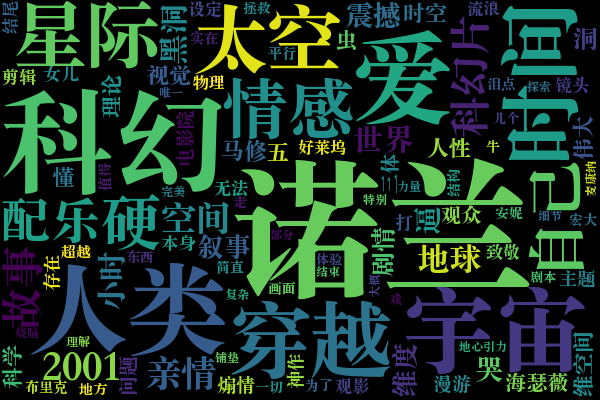 结尾
星际
黑洞
设定
实在
拯救
太空
平行
虫
震撼
时空
流浪
科幻片
时间
洞
剪辑
女儿
理论
视觉
唯一
物理
情感
爱
泪点
探索
镜头
几个
伟大
科幻
电影院
值得
懂
马修
五
好莱坞
世界
体
人性
牛
麦康纳
完美
无法
走
诺兰
特别
力量
结构
自己
配乐
硬
空间
本身
叙事
打
逼
观众
安妮
细节
宏大
故事
存在
超越
小时
东西
简直
部分
体验
结束
剧情
地球
致敬
剧本
主题
人类
复杂
画面
大概
穿越
宇宙
理解
地心引力
科学
2001
问题
亲情
铺垫
煽情
一切
神作
为了
观影
维度
漫游
哭
海瑟薇
维空间
布里克
地方